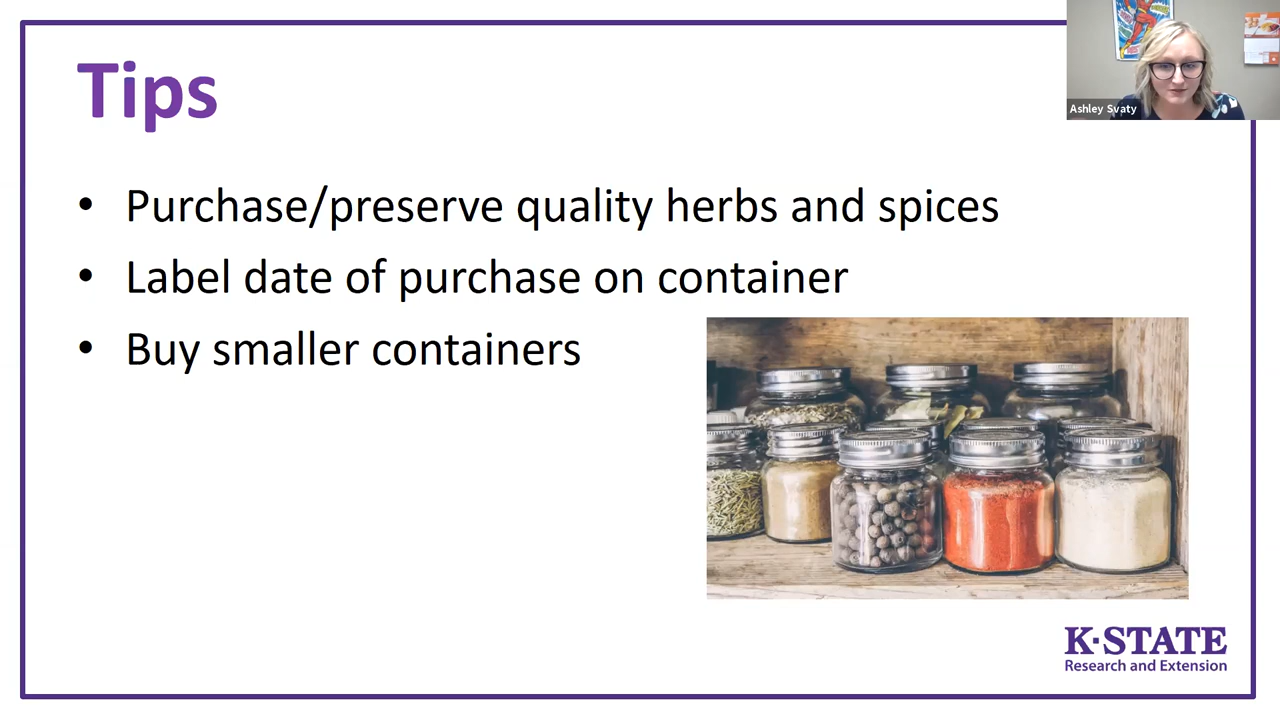 Tips
Ashley Svaty
• Purchase/preserve quality herbs and spices
• Label date of purchase on container
• Buy smaller containers
K·STATE
Research and Extension